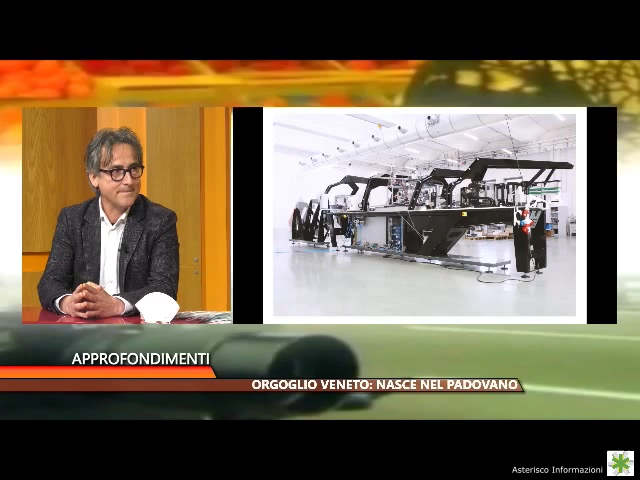 APPROFONDIMENTI
ORGOGLIO VENETO: NASCE NEL PADOVANO
Asterisco Informazioni